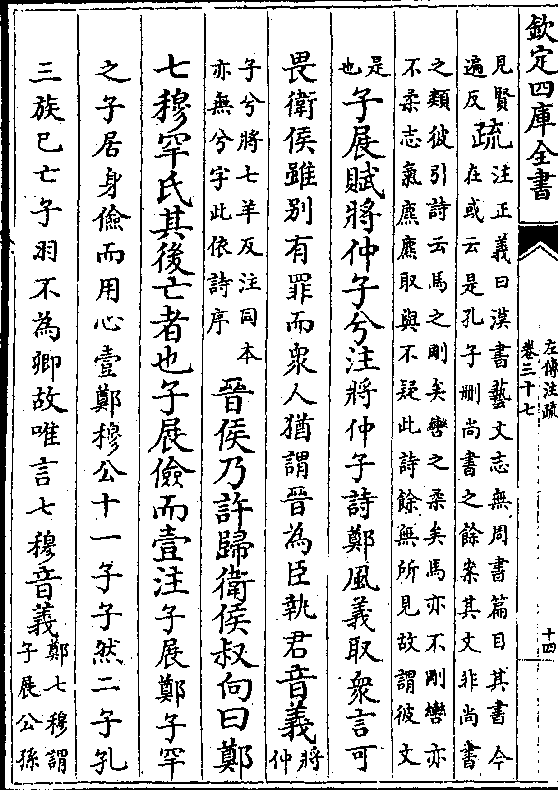 欽定四庫全書
左傳注疏
卷三十七
十四
見賢
遍反
疏
注正義曰漢書藝文志無周書篇目其書今
在或云是孔子刪尚書之餘案其文非尚書
之類彼引詩云馬之剛矣轡之柔矣馬亦不剛轡亦
不柔志氣麃麃取與不疑此詩餘無所見故謂彼文
是
也
子展賦將仲子兮注將仲子詩鄭風義取衆言可
畏衛侯雖別有罪而衆人猶謂晉為臣執君音義
將
仲
子兮將七羊反注同本
亦無兮字此依詩序
晉侯乃許歸衛侯叔向曰鄭
七穆罕氏其後亡者也子展儉而壹注子展鄭子罕
之子居身儉而用心壹鄭穆公十一子子然二子孔
三族已亡子羽不為卿故唯言七穆音義
鄭七穆謂
子展公孫